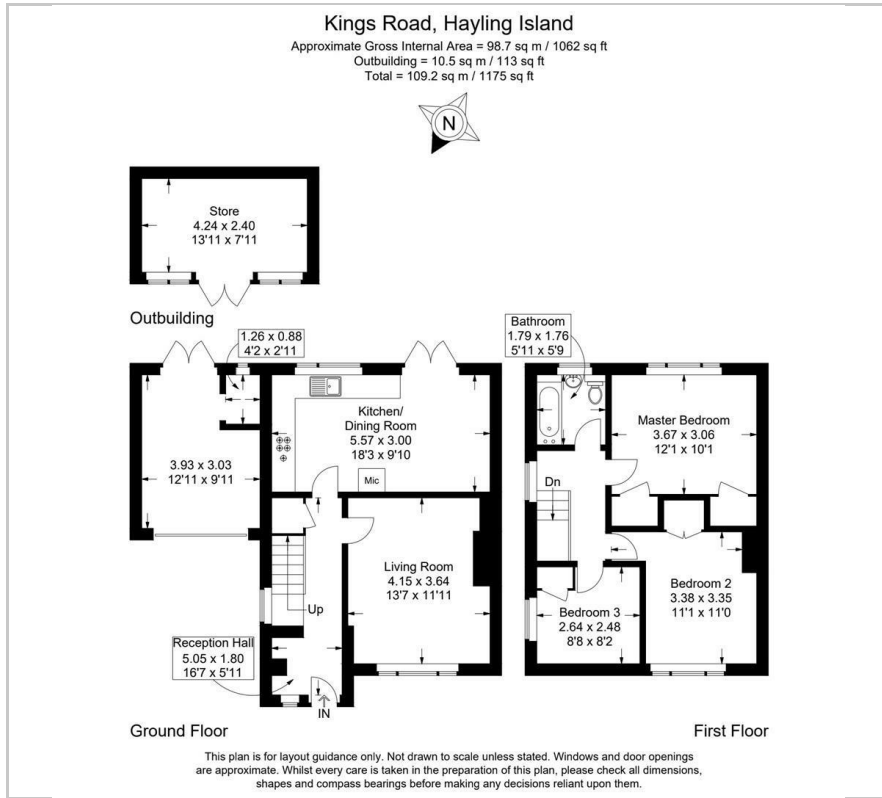 Kings Road, Hayling Island
Approximate Gross Internal Area = 98.7 sq m / 1062 sq ft
Outbuilding = 10.5 sq m / 113 sq ft
Total = 109.2 sq m / 1175 sq ft
N
Store
4.24 x 2.40
13'11 x 7'11
Outbuilding
1.26 x 0.88
4'2 x 2'11
3.93 x 3.03
12'11 x 9'11
Kitchen/
Dining Room
5.57 x 3.00
18'3 x 9'10
Mic
Living Room
4.15 x 3.64
13'7 x 11'11
Up
Reception Hall
5.05 x 1.80
16'7 x 5'11
IN
Ground Floor
Bathroom
1.79 x 1.76
5'11 x 5'9
Master Bedroom
3.67 x 3.06
12'1 x 10'1
Dn
Bedroom 2
3.38 x 3.35
11'1 x 11'0
Bedroom 3
2.64 x 2.48
8'8 x 8'2
First Floor
This plan is for layout guidance only. Not drawn to scale unless stated. Windows and door openings
are approximate. Whilst every care is taken in the preparation of this plan, please check all dimensions,
shapes and compass bearings before making any decisions reliant upon them.